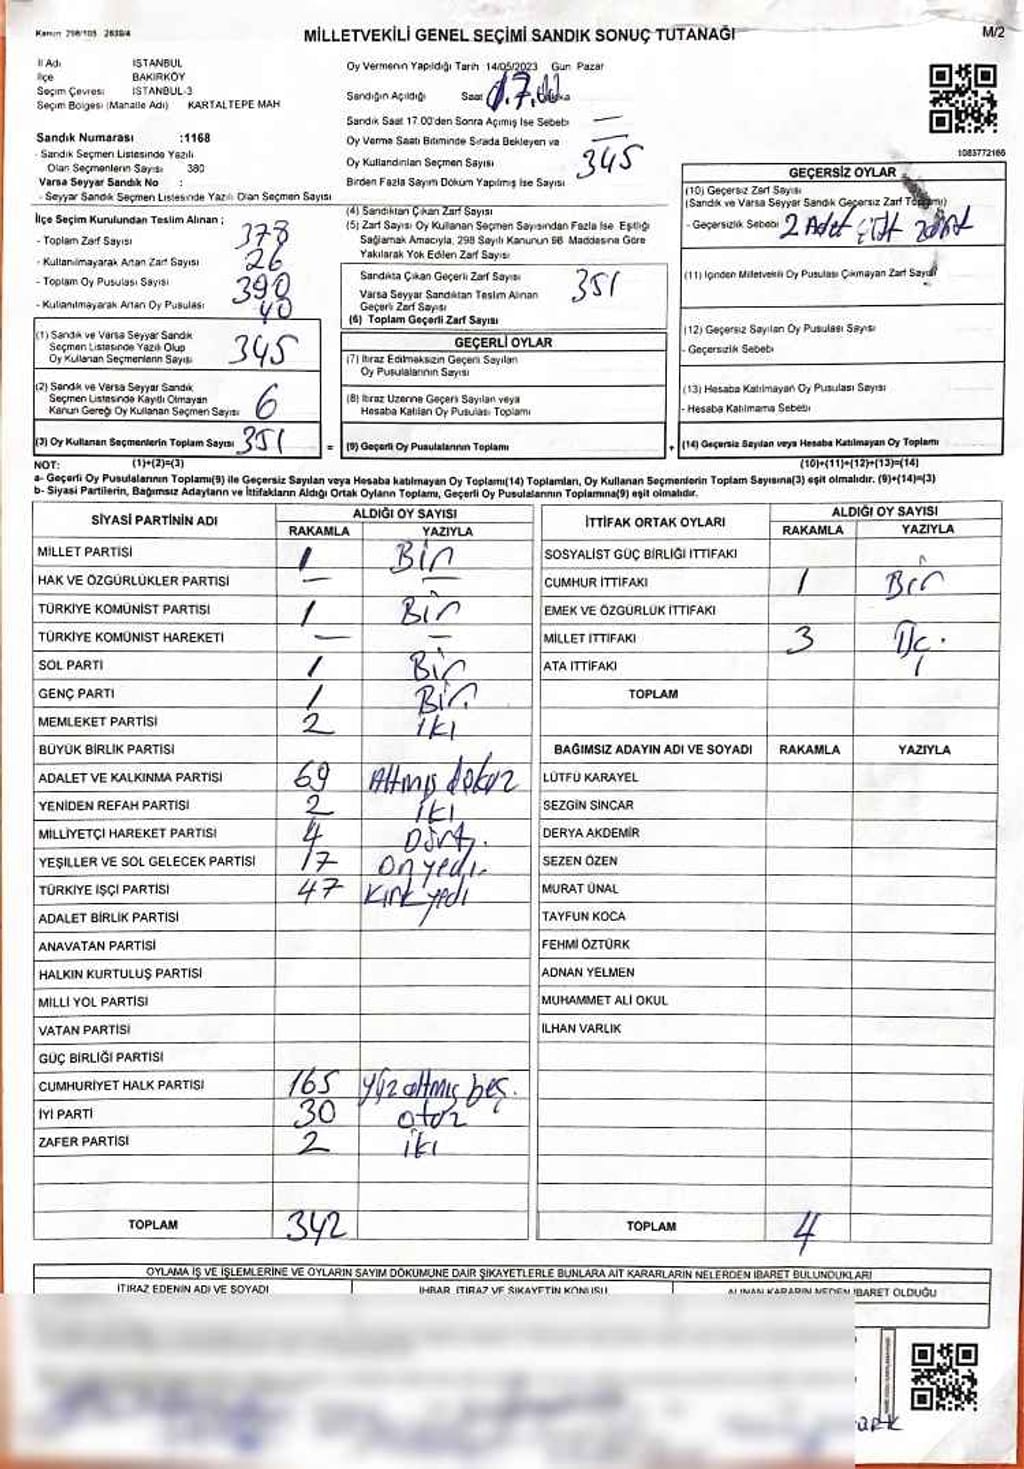 Kanun 298/105 2839/4
MİLLETVEKİLİ GENEL SEÇİMİ SANDIK SONUÇ TUTANAĞI
M/2
İl Adı İSTANBUL
İlçe BAKIRKÖY
Seçim Çevresi İSTANBUL-3
Seçim Bölgesi (Mahalle Adı) KARTALTEPE MAH
Sandık Numarası :1168
- Sandık Seçmen Listesinde Yazılı
Olan Seçmenlerin Sayısı 380
Varsa Seyyar Sandık No :
- Seyyar Sandık Seçmen Listesinde Yazılı Olan Seçmen Sayısı
Oy Vermenin Yapıldığı Tarih 14/05/2023 Gün Pazar
Sandığın Açıldığı Saat 17.00
Sandık Saat 17.00'den Sonra Açılmış İse Sebebi —
Oy Verme Saati Bitiminde Sırada Bekleyen ve —
Oy Kullandırılan Seçmen Sayısı 345
Birden Fazla Sayım Döküm Yapılmış İse Sayısı
1083772166
İlçe Seçim Kurulundan Teslim Alınan ;
- Toplam Zarf Sayısı 378
- Kullanılmayarak Artan Zarf Sayısı 26
- Toplam Oy Pusulası Sayısı 390
- Kullanılmayarak Artan Oy Pusulası 40
(1) Sandık ve Varsa Seyyar Sandık
Seçmen Listesinde Yazılı Olup
Oy Kullanan Seçmenlerin Sayısı 345
(2) Sandık ve Varsa Seyyar Sandık
Seçmen Listesinde Kayıtlı Olmayan
Kanun Gereği Oy Kullanan Seçmen Sayısı 6
(3) Oy Kullanan Seçmenlerin Toplam Sayısı 351
(4) Sandıktan Çıkan Zarf Sayısı
(5) Zarf Sayısı Oy Kullanan Seçmen Sayısından Fazla İse, Eşitliği
Sağlamak Amacıyla, 298 Sayılı Kanunun 98. Maddesine Göre
Yakılarak Yok Edilen Zarf Sayısı
Sandıkta Çıkan Geçerli Zarf Sayısı 351
Varsa Seyyar Sandıktan Teslim Alınan
Geçerli Zarf Sayısı
(6) Toplam Geçerli Zarf Sayısı
GEÇERLİ OYLAR
(7) İtiraz Edilmeksizin Geçerli Sayılan
Oy Pusulalarının Sayısı
(8) İtiraz Üzerine Geçerli Sayılan veya
Hesaba Katılan Oy Pusulası Toplamı
= (9) Geçerli Oy Pusulalarının Toplamı
GEÇERSİZ OYLAR
(10) Geçersiz Zarf Sayısı
(Sandık ve Varsa Seyyar Sandık Geçersiz Zarf Toplamı)
- Geçersizlik Sebebi 2 Adet Çift zarf
(11) İçinden Milletvekili Oy Pusulası Çıkmayan Zarf Sayısı
(12) Geçersiz Sayılan Oy Pusulası Sayısı
- Geçersizlik Sebebi
(13) Hesaba Katılmayan Oy Pusulası Sayısı
- Hesaba Katılmama Sebebi
+ (14) Geçersiz Sayılan veya Hesaba Katılmayan Oy Toplamı
NOT: (1)+(2)=(3) (10)+(11)+(12)+(13)=(14)
a- Geçerli Oy Pusulalarının Toplamı(9) ile Geçersiz Sayılan veya Hesaba katılmayan Oy Toplamı(14) Toplamları, Oy Kullanan Seçmenlerin Toplam Sayısına(3) eşit olmalıdır. (9)+(14)=(3)
b- Siyasi Partilerin, Bağımsız Adayların ve İttifakların Aldığı Ortak Oyların Toplamı, Geçerli Oy Pusulalarının Toplamına(9) eşit olmalıdır.
SİYASİ PARTİNİN ADI ALDIĞI OY SAYISI
RAKAMLA YAZIYLA
MİLLET PARTİSİ 1 Bir
HAK VE ÖZGÜRLÜKLER PARTİSİ — —
TÜRKİYE KOMÜNİST PARTİSİ 1 Bir
TÜRKİYE KOMÜNİST HAREKETİ — —
SOL PARTİ 1 Bir
GENÇ PARTİ 1 Bir.
MEMLEKET PARTİSİ 2 iki
BÜYÜK BİRLİK PARTİSİ
ADALET VE KALKINMA PARTİSİ 69 Altmış dokuz
YENİDEN REFAH PARTİSİ 2 iki
MİLLİYETÇİ HAREKET PARTİSİ 4 Dört.
YEŞİLLER VE SOL GELECEK PARTİSİ 17 Onyedi.
TÜRKİYE İŞÇİ PARTİSİ 47 Kırk yedi
ADALET BİRLİK PARTİSİ
ANAVATAN PARTİSİ
HALKIN KURTULUŞ PARTİSİ
MİLLİ YOL PARTİSİ
VATAN PARTİSİ
GÜÇ BİRLİĞİ PARTİSİ
CUMHURİYET HALK PARTİSİ 165 Yüz altmış beş.
İYİ PARTİ 30 otuz
ZAFER PARTİSİ 2 iki
TOPLAM 342
İTTİFAK ORTAK OYLARI ALDIĞI OY SAYISI
RAKAMLA YAZIYLA
SOSYALİST GÜÇ BİRLİĞİ İTTİFAKI
CUMHUR İTTİFAKI 1 Bir
EMEK VE ÖZGÜRLÜK İTTİFAKI
MİLLET İTTİFAKI 3 Üç.
ATA İTTİFAKI
TOPLAM
BAĞIMSIZ ADAYIN ADI VE SOYADI RAKAMLA YAZIYLA
LÜTFÜ KARAYEL
SEZGİN SİNCAR
DERYA AKDEMİR
SEZEN ÖZEN
MURAT ÜNAL
TAYFUN KOCA
FEHMİ ÖZTÜRK
ADNAN YELMEN
MUHAMMET ALİ OKUL
İLHAN VARLIK
TOPLAM 4
OYLAMA İŞ VE İŞLEMLERİNE VE OYLARIN SAYIM DÖKÜMÜNE DAİR ŞİKAYETLERLE BUNLARA AİT KARARLARIN NELERDEN İBARET BULUNDUKLARI
İTİRAZ EDENİN ADI VE SOYADI İHBAR, İTİRAZ VE ŞİKAYETİN KONUSU ALINAN KARARIN NEDEN İBARET OLDUĞU